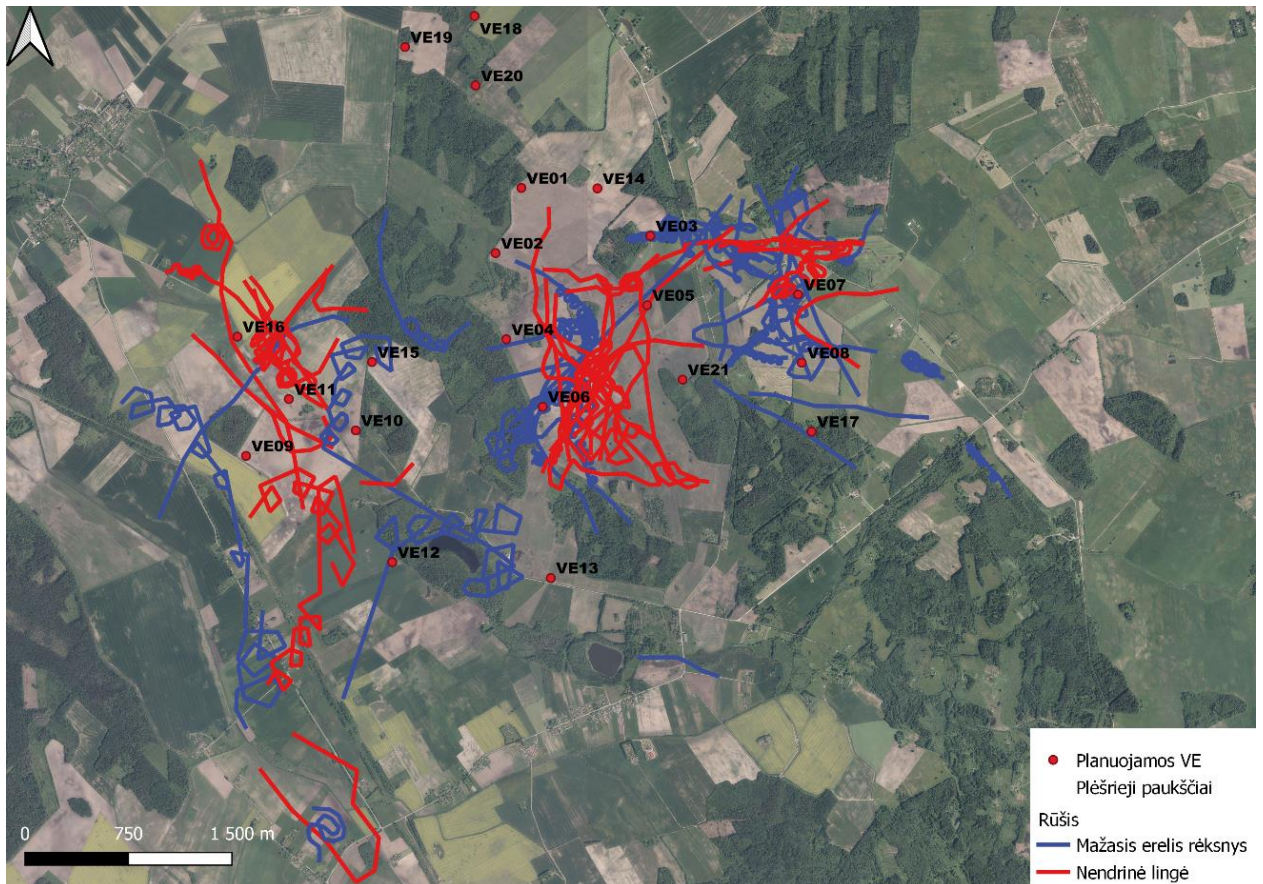 VE18
VE19
VE20
VE01
VE14
VE03
VE02
VE07
VE05
VE16
VE04
VE15
VE08
VE21
VE11
VE06
VE10
VE17
VE09
VE12
VE13
Planuojamos VE
Plėšrieji paukščiai
Rūšis
Mažasis erelis rėksnys
Nendrinė lingė
0 750 1 500 m